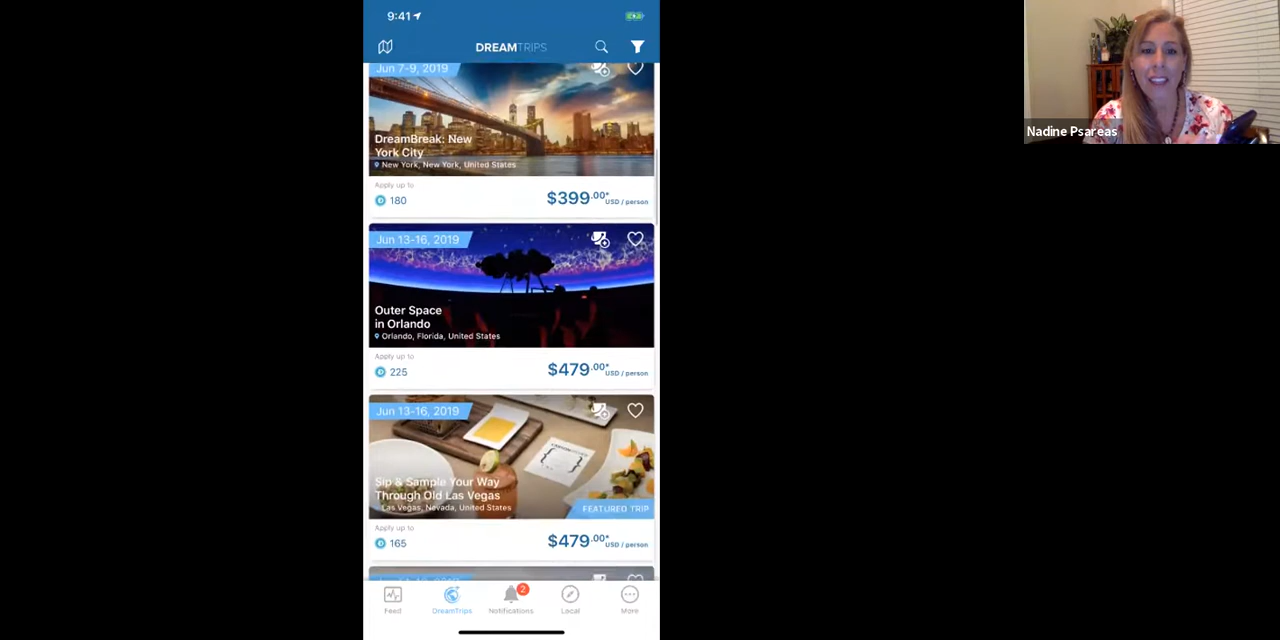 9:41
DREAMTRIPS
Jun 7-9, 2019
DreamBreak: New
York City
New York, New York, United States
Apply up to
180
$399.00*
USD / person
Jun 13-16, 2019
Outer Space
in Orlando
Orlando, Florida, United States
Apply up to
225
$479.00*
USD / person
Jun 13-16, 2019
Sip & Sample Your Way
Through Old Las Vegas
Las Vegas, Nevada, United States
FEATURED TRIP
Apply up to
165
$479.00*
USD / person
2
Feed
DreamTrips
Notifications
Local
More
Nadine Psareas